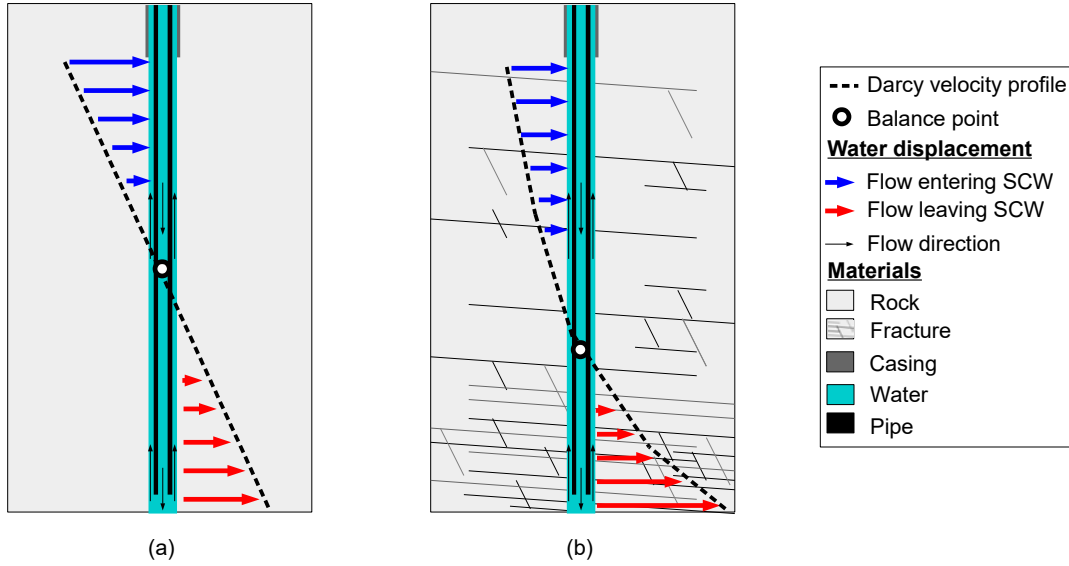 Darcy velocity profile
Balance point
Water displacement
Flow entering SCW
Flow leaving SCW
Flow direction
Materials
Rock
Fracture
Casing
Water
Pipe
(a)
(b)